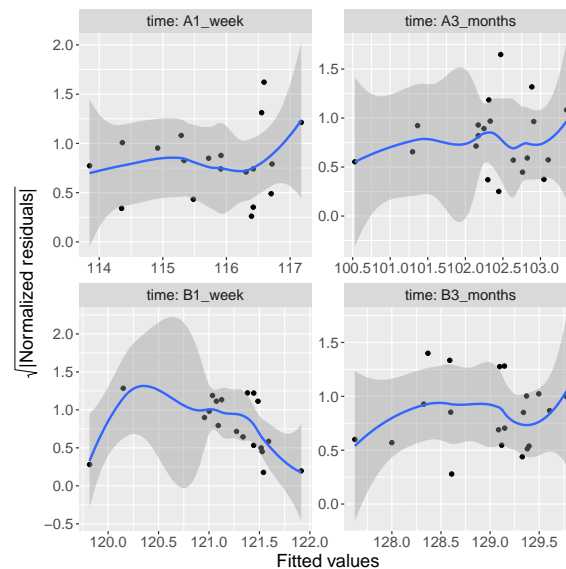 time: A1_week
time: A3_months
2.0
1.5
1.0
0.5
0.0
1.5
1.0
0.5
0.0
114 115 116 117
100.5101.0101.5102.0102.5103.0
time: B1_week
time: B3_months
2.0
1.5
1.0
0.5
0.0
−0.5
1.5
1.0
0.5
0.0
120.0 120.5 121.0 121.5 122.0
128.0 128.5 129.0 129.5
√|Normalized residuals|
Fitted values